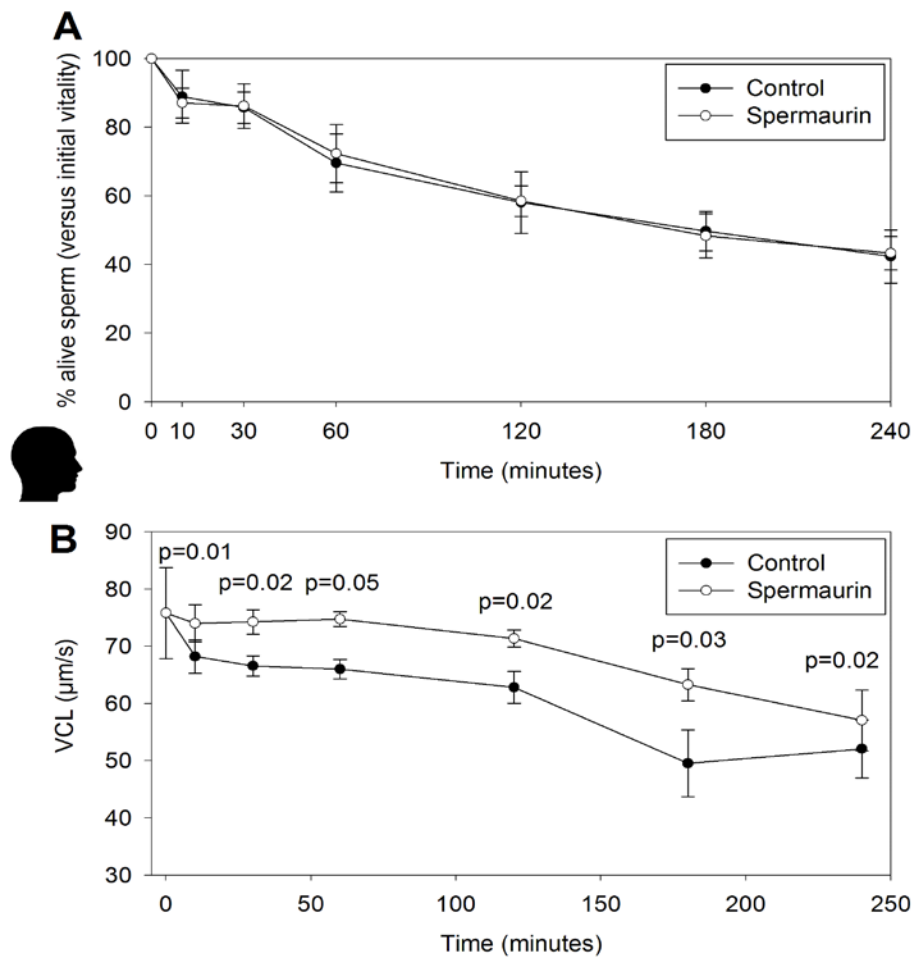 A
% alive sperm (versus initial vitality)
100
80
60
40
20
0
Control
Spermaurin
0 10 30 60 120 180 240
Time (minutes)
B
VCL (µm/s)
90
80
70
60
50
40
30
p=0.01
p=0.02
p=0.05
p=0.02
p=0.03
p=0.02
Control
Spermaurin
0 50 100 150 200 250
Time (minutes)